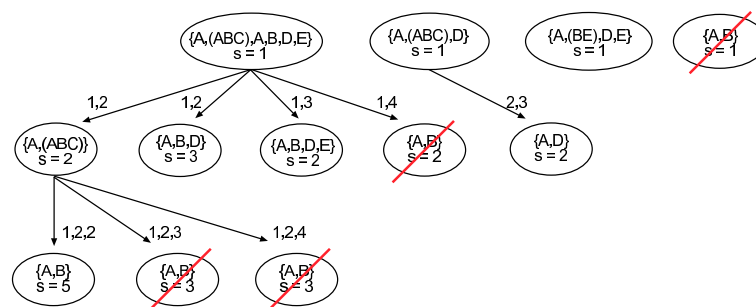 {A,(ABC),A,B,D,E}
s = 1
{A,(ABC),D}
s = 1
{A,(BE),D,E}
s = 1
{A,B}
s = 1
1,2
1,2
1,3
1,4
2,3
{A,(ABC)}
s = 2
{A,B,D}
s = 3
{A,B,D,E}
s = 2
{A,B}
s = 2
{A,D}
s = 2
1,2,2
1,2,3
1,2,4
{A,B}
s = 5
{A,B}
s = 3
{A,B}
s = 3